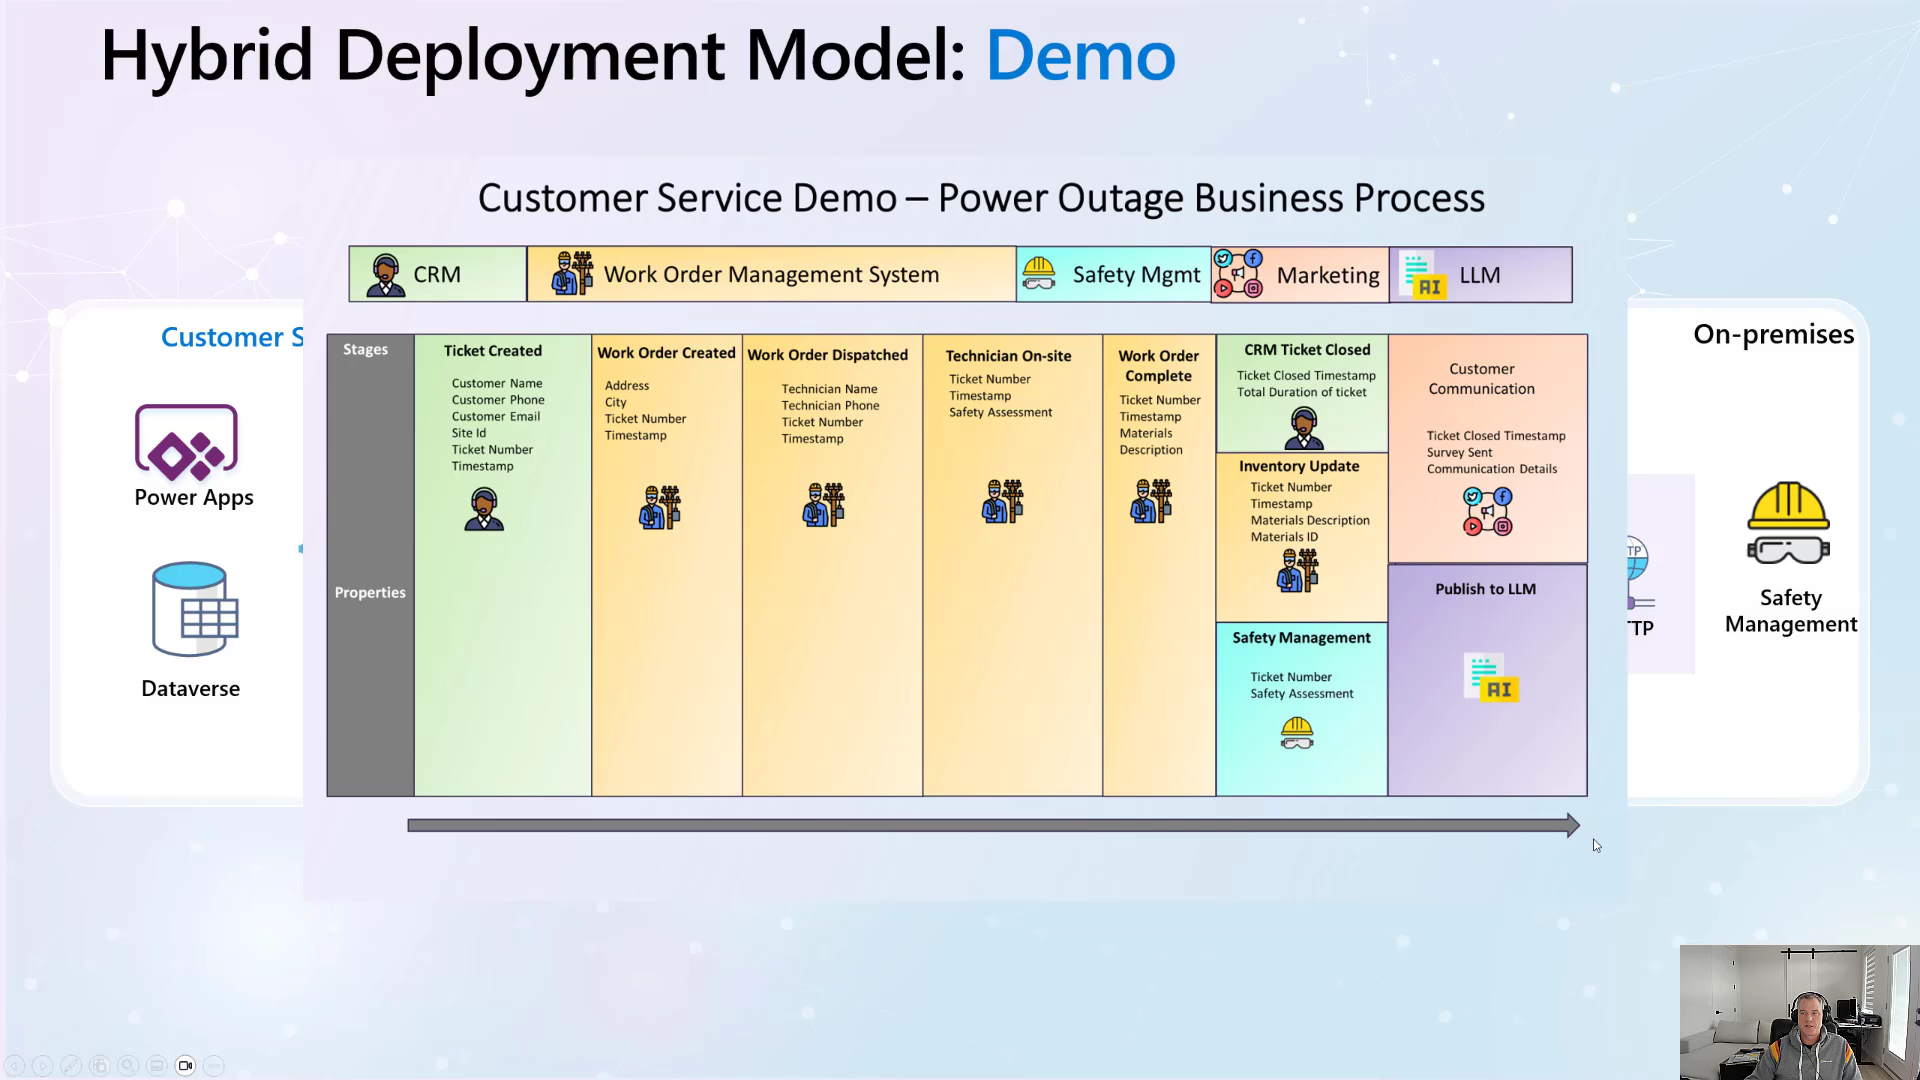 Hybrid Deployment Model: Demo
Customer Service Demo – Power Outage Business Process
CRM
Work Order Management System
Safety Mgmt
Marketing
AI
LLM
Customer S
Power Apps
Dataverse
Stages
Properties
Ticket Created
Customer Name
Customer Phone
Customer Email
Site Id
Ticket Number
Timestamp
Work Order Created
Address
City
Ticket Number
Timestamp
Work Order Dispatched
Technician Name
Technician Phone
Ticket Number
Timestamp
Technician On-site
Ticket Number
Timestamp
Safety Assessment
Work Order
Complete
Ticket Number
Timestamp
Materials
Description
CRM Ticket Closed
Ticket Closed Timestamp
Total Duration of ticket
Inventory Update
Ticket Number
Timestamp
Materials Description
Materials ID
Safety Management
Ticket Number
Safety Assessment
Customer
Communication
Ticket Closed Timestamp
Survey Sent
Communication Details
Publish to LLM
AI
On-premises
TP
TTP
Safety
Management